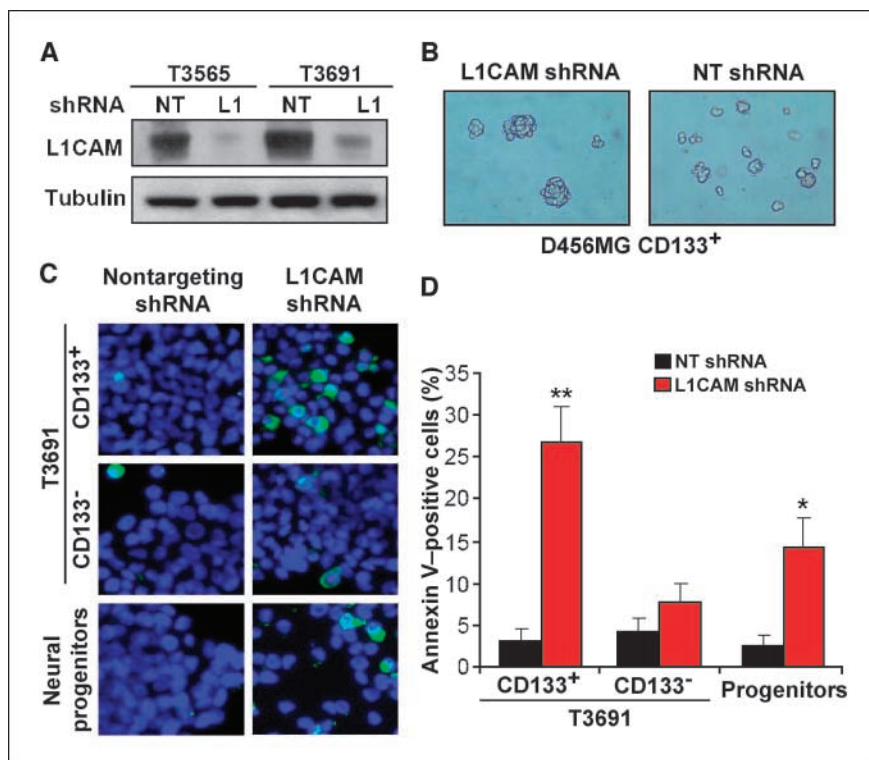 A
T3565 T3691
shRNA NT L1 NT L1
L1CAM
Tubulin
B
L1CAM shRNA NT shRNA
D456MG CD133+
C
Nontargeting shRNA
L1CAM shRNA
T3691
CD133+
CD133-
Neural progenitors
D
NT shRNA
L1CAM shRNA
Annexin V–positive cells (%)
35
30
25
20
15
10
5
0
**
*
CD133+ CD133- Progenitors
T3691